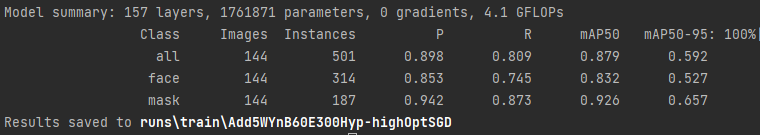 Model summary: 157 layers, 1761871 parameters, 0 gradients, 4.1 GFLOPs
Class Images Instances P R mAP50 mAP50-95: 100%
all 144 501 0.898 0.809 0.879 0.592
face 144 314 0.853 0.745 0.832 0.527
mask 144 187 0.942 0.873 0.926 0.657
Results saved to runs\train\Add5WYnB60E300Hyp-highOptSGD